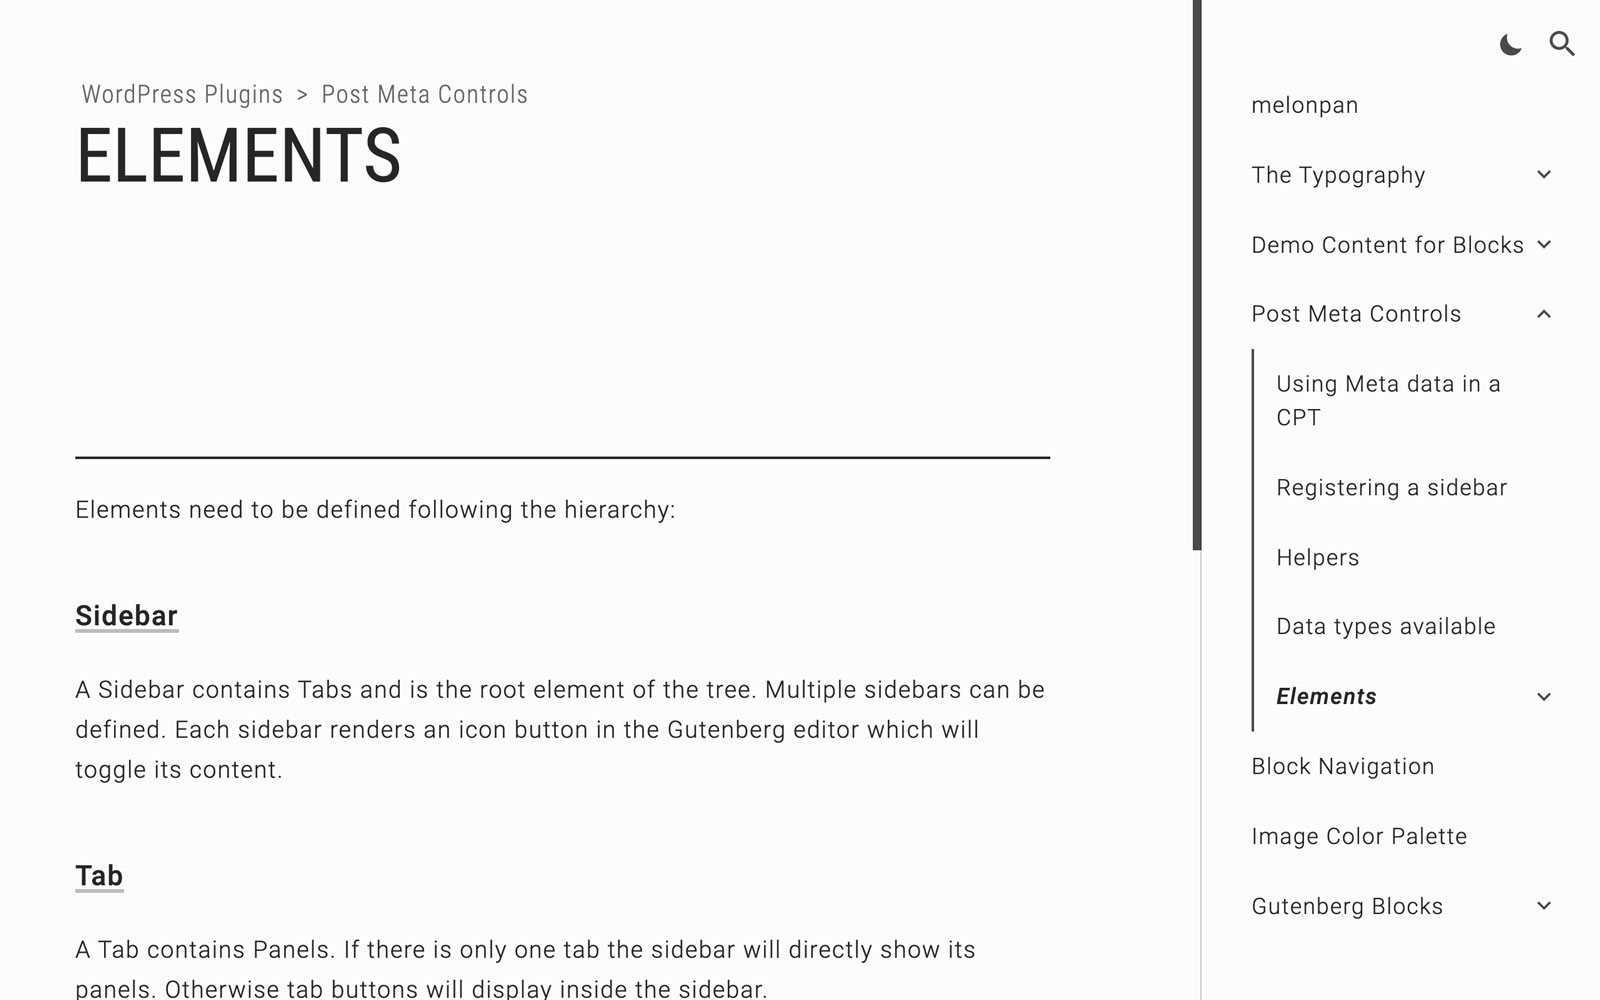 WordPress Plugins > Post Meta Controls
ELEMENTS
Elements need to be defined following the hierarchy:
Sidebar
A Sidebar contains Tabs and is the root element of the tree. Multiple sidebars can be
defined. Each sidebar renders an icon button in the Gutenberg editor which will
toggle its content.
Tab
A Tab contains Panels. If there is only one tab the sidebar will directly show its
panels. Otherwise tab buttons will display inside the sidebar.
melonpan
The Typography
Demo Content for Blocks
Post Meta Controls
Using Meta data in a
CPT
Registering a sidebar
Helpers
Data types available
Elements
Block Navigation
Image Color Palette
Gutenberg Blocks